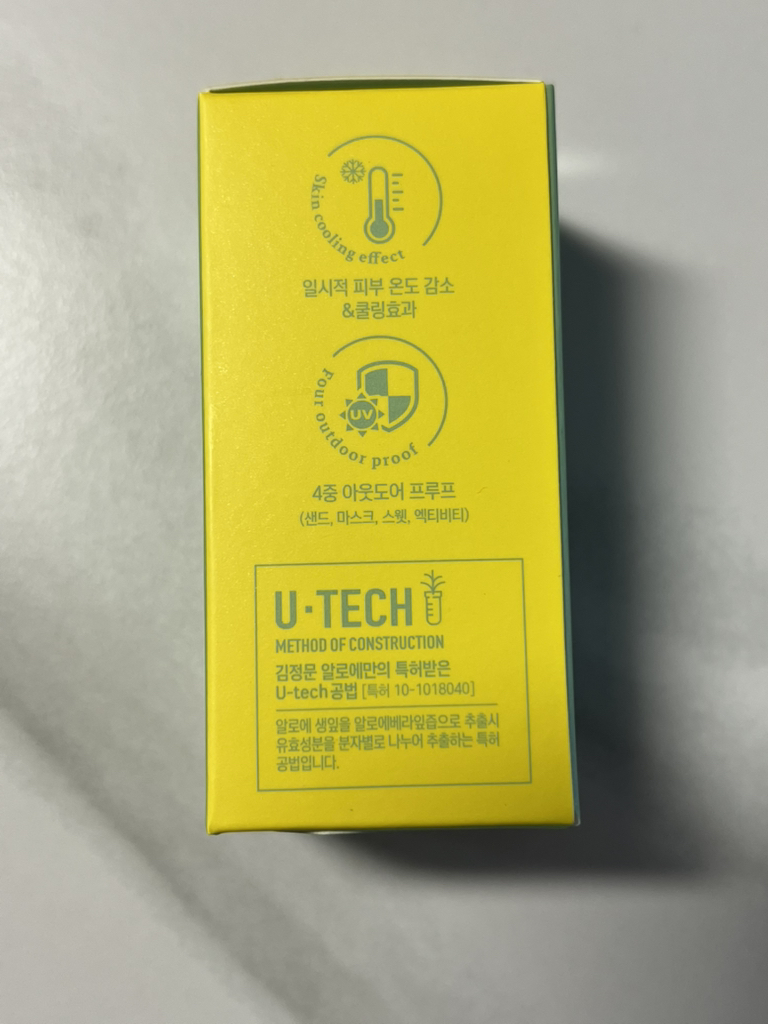 Skin cooling effect
일시적 피부 온도 감소
&쿨링효과
UV
Four outdoor proof
4중 아웃도어 프루프
(샌드, 마스크, 스웻, 엑티비티)
U·TECH
METHOD OF CONSTRUCTION
김정문 알로에만의 특허받은
U-tech 공법 [특허 10-1018040]
알로에 생잎을 알로에베라잎즙으로 추출시
유효성분을 분자별로 나누어 추출하는 특허
공법입니다.